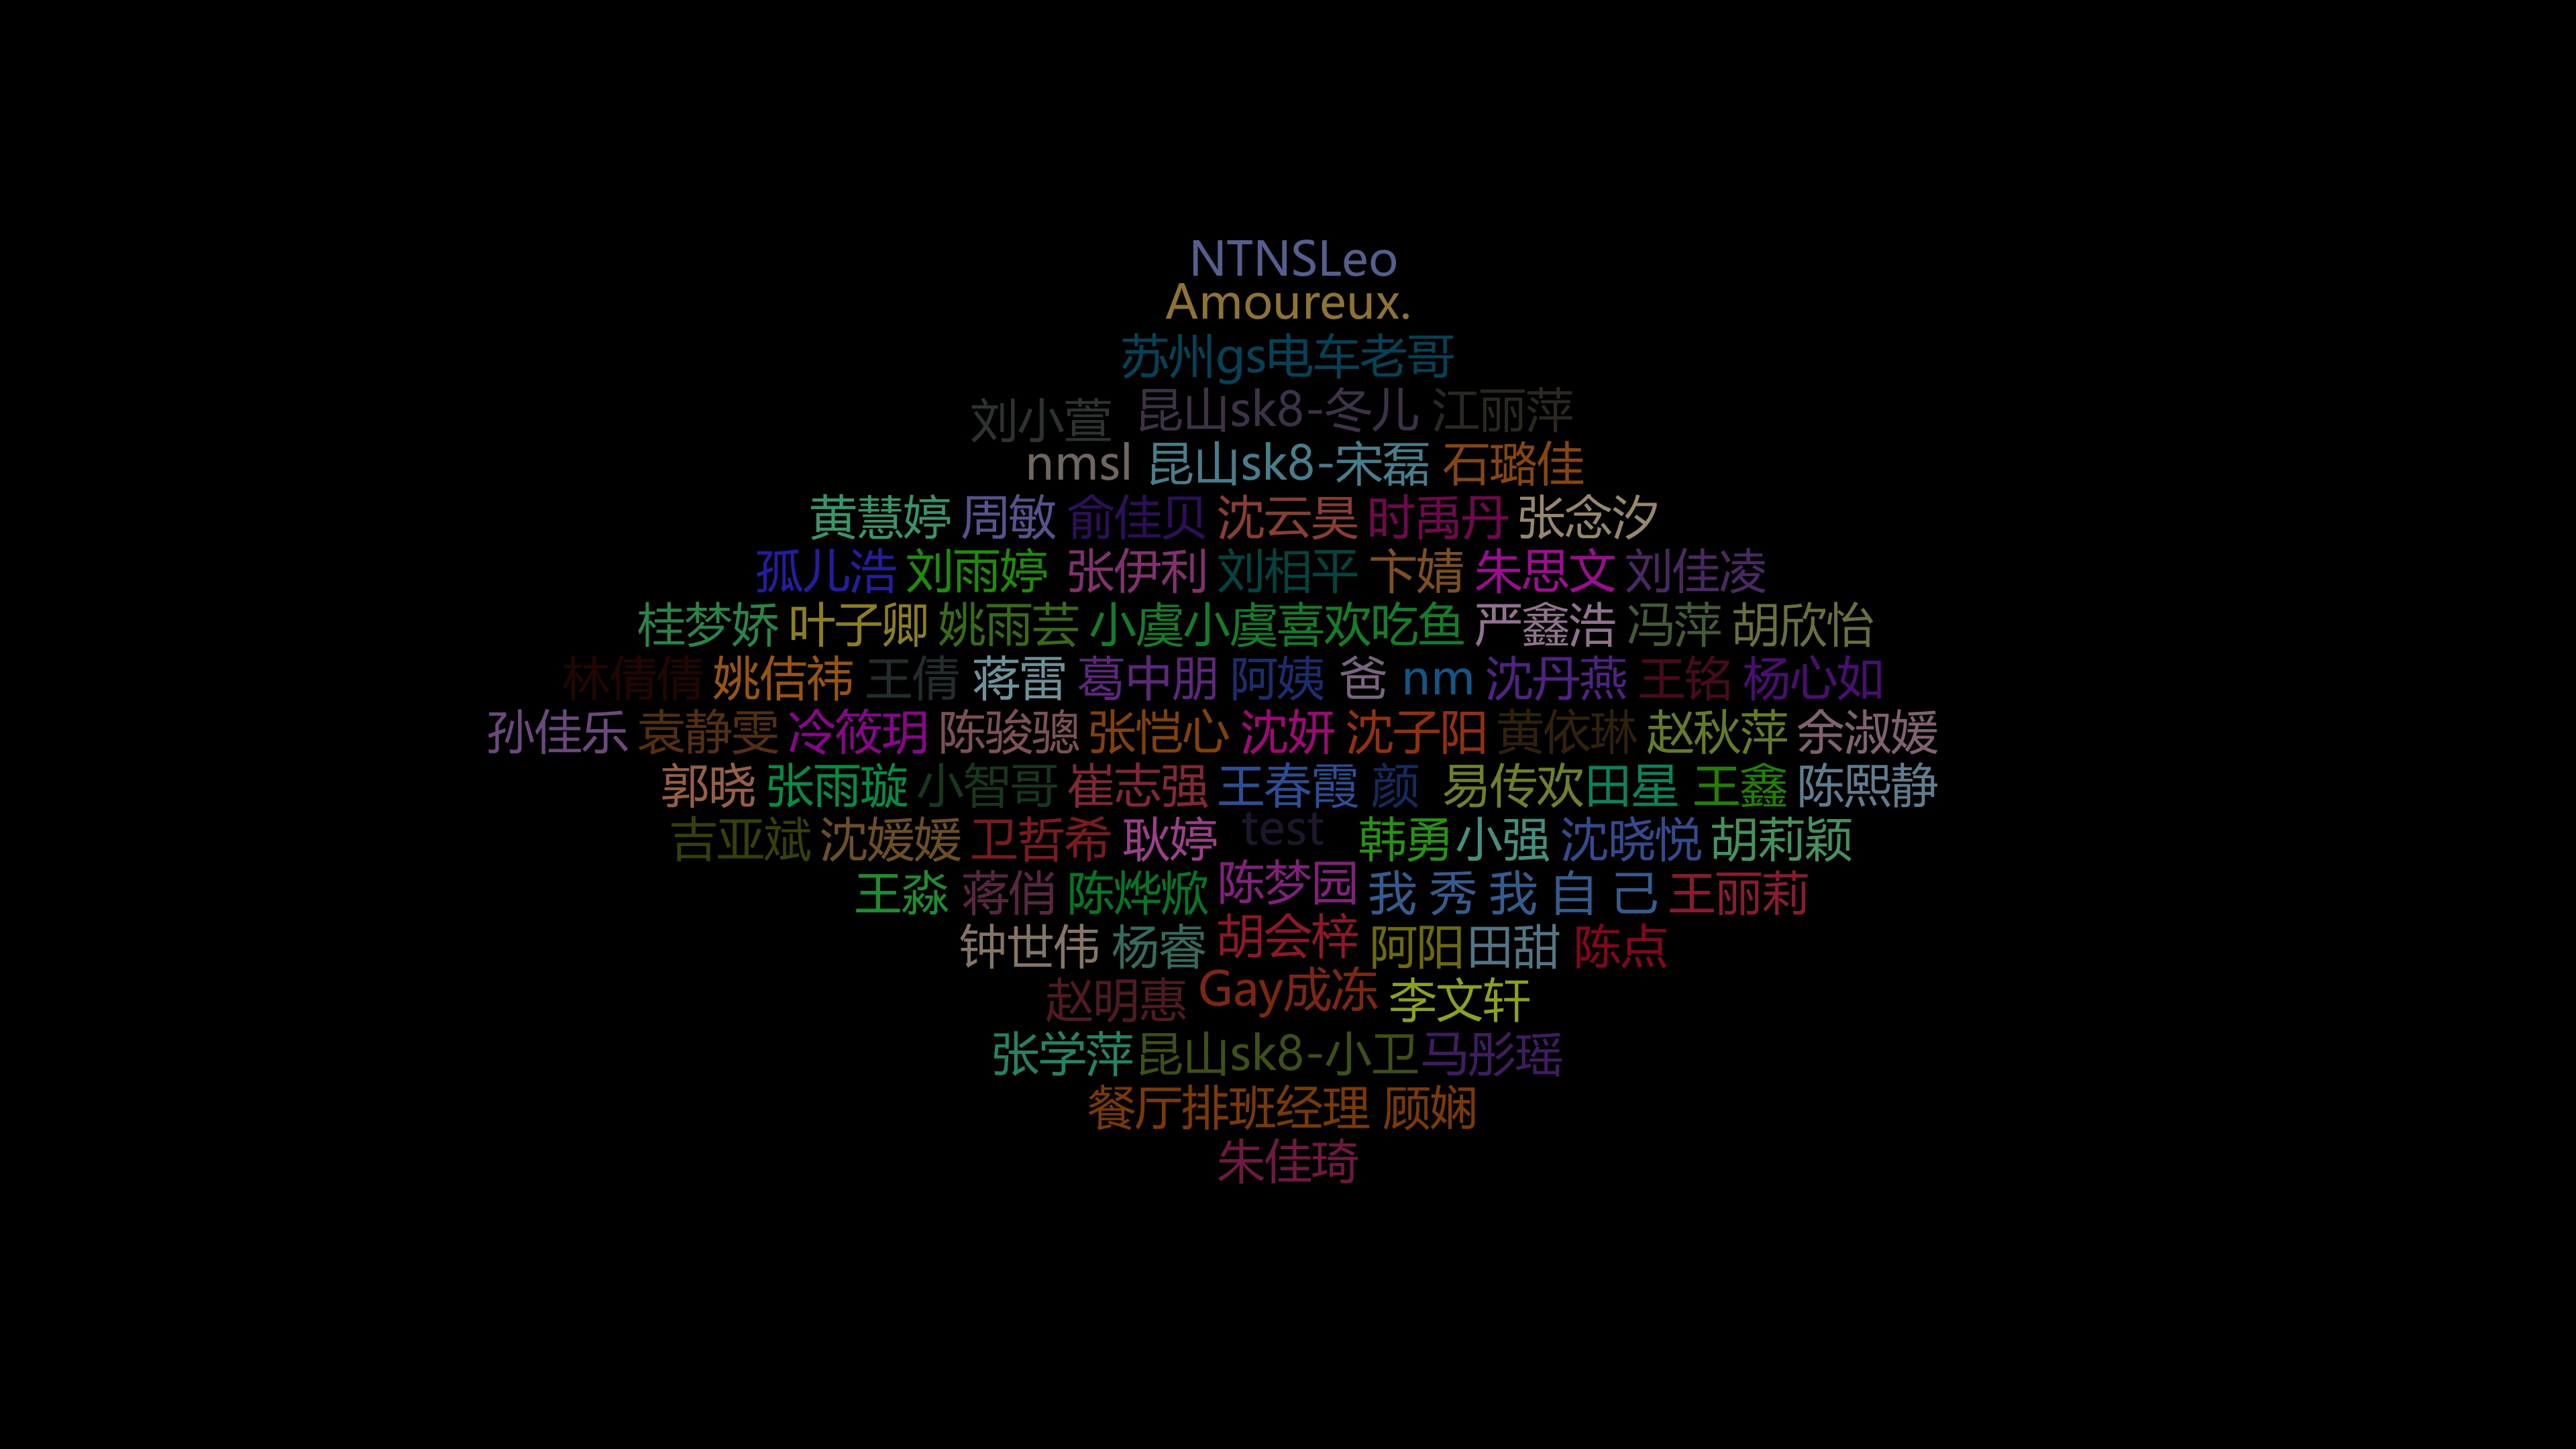 NTNSLeo
Amoureux.
苏州gs电车老哥
刘小萱 昆山sk8-冬儿 江丽萍
nmsl 昆山sk8-宋磊 石璐佳
黄慧婷 周敏 俞佳贝 沈云昊 时禹丹 张念汐
孤儿浩 刘雨婷 张伊利 刘相平 卞婧 朱思文 刘佳凌
桂梦娇 叶子卿 姚雨芸 小虞小虞喜欢吃鱼 严鑫浩 冯萍 胡欣怡
林倩倩 姚佶祎 王倩 蒋雷 葛中朋 阿姨 爸 nm 沈丹燕 王铭 杨心如
孙佳乐 袁静雯 冷筱玥 陈骏骢 张恺心 沈妍 沈子阳 黄依琳 赵秋萍 余淑媛
郭晓 张雨璇 小智哥 崔志强 王春霞 颜 易传欢 田星 王鑫 陈熙静
吉亚斌 沈媛媛 卫哲希 耿婷 test 韩勇 小强 沈晓悦 胡莉颖
王淼 蒋俏 陈烨焮 陈梦园 我 秀 我 自 己 王丽莉
钟世伟 杨睿 胡会梓 阿阳 田甜 陈点
赵明惠 Gay成冻 李文轩
张学萍 昆山sk8-小卫 马彤瑶
餐厅排班经理 顾娴
朱佳琦